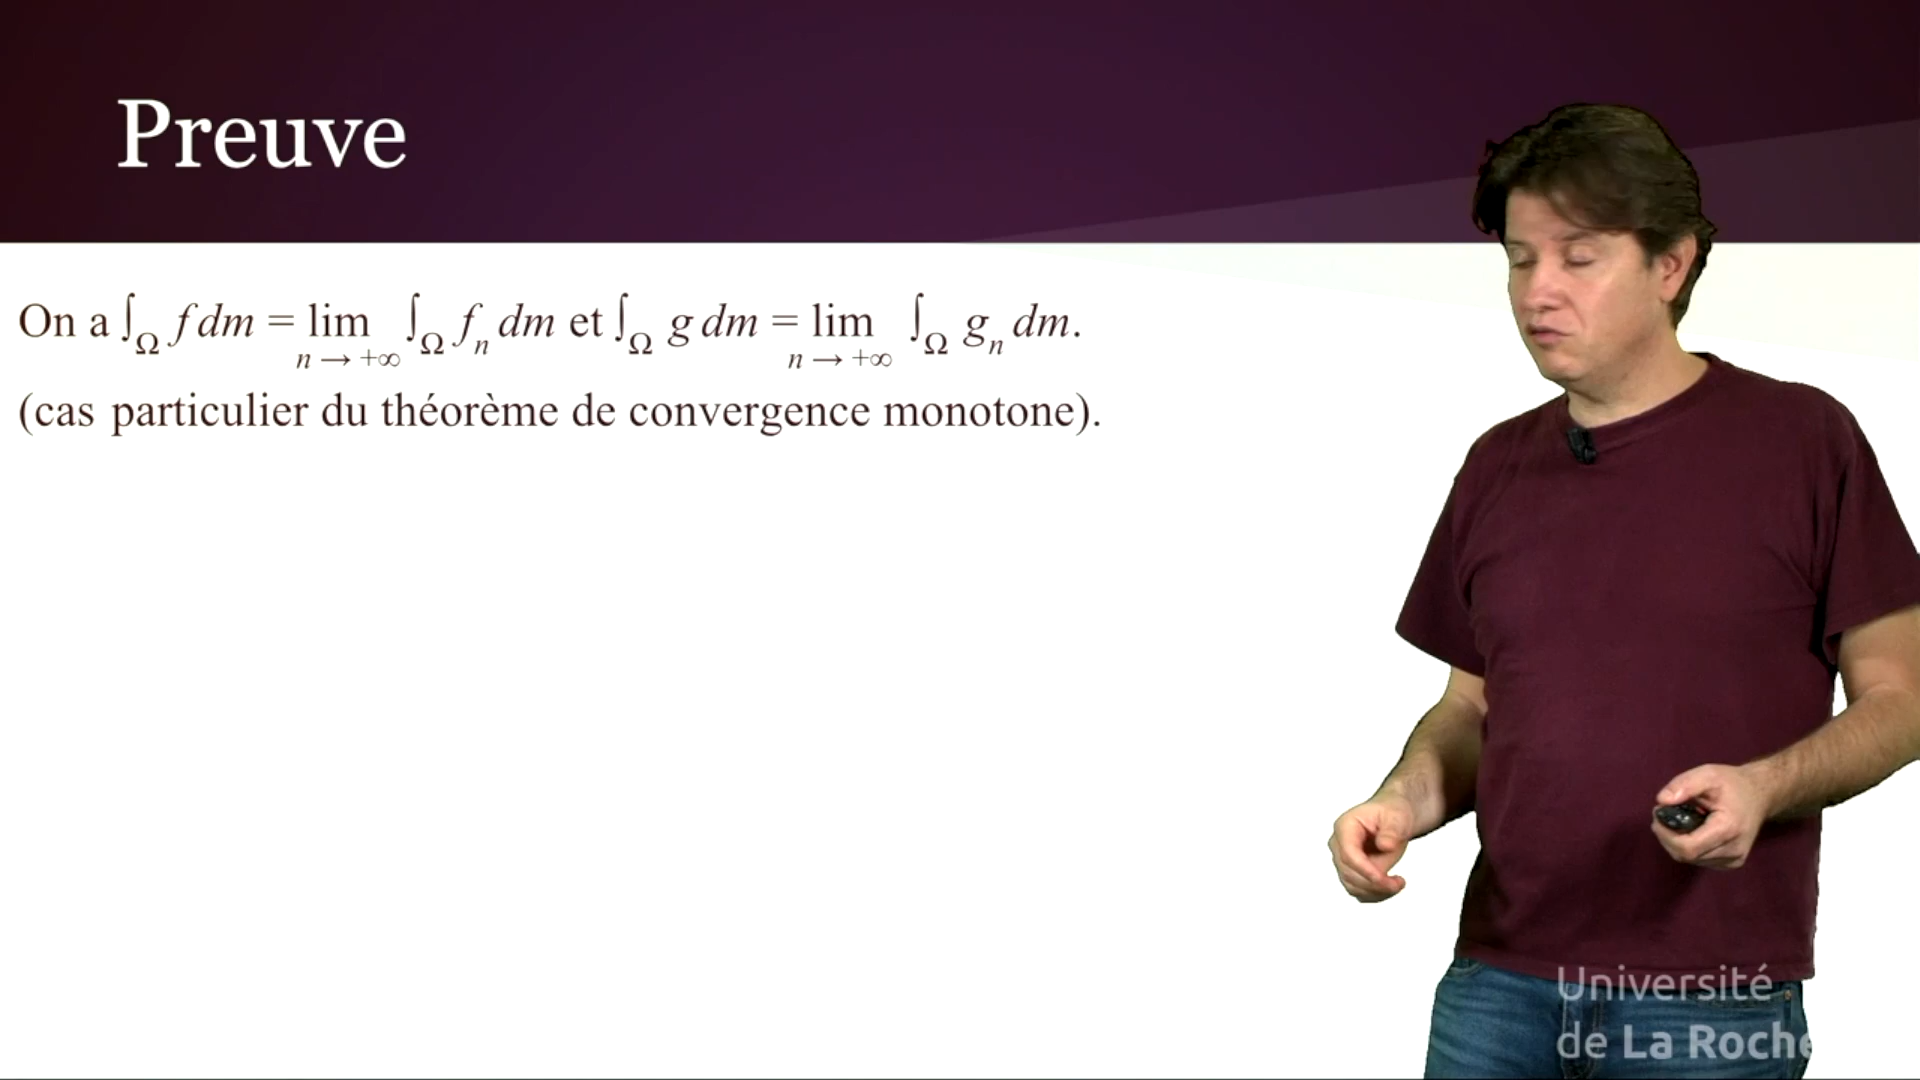 Preuve
On a ∫_Ω f dm = lim_{n → +∞} ∫_Ω f_n dm et ∫_Ω g dm = lim_{n → +∞} ∫_Ω g_n dm.
(cas particulier du théorème de convergence monotone).
Université
de La Roche